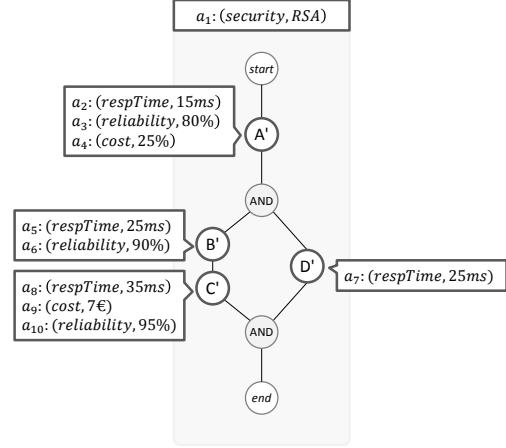 a₁: (security, RSA)
start
a₂: (respTime, 15ms)
a₃: (reliability, 80%)
a₄: (cost, 25%)
A'
AND
a₅: (respTime, 25ms)
a₆: (reliability, 90%)
B'
D'
a₇: (respTime, 25ms)
a₈: (respTime, 35ms)
a₉: (cost, 7€)
a₁₀: (reliability, 95%)
C'
AND
end